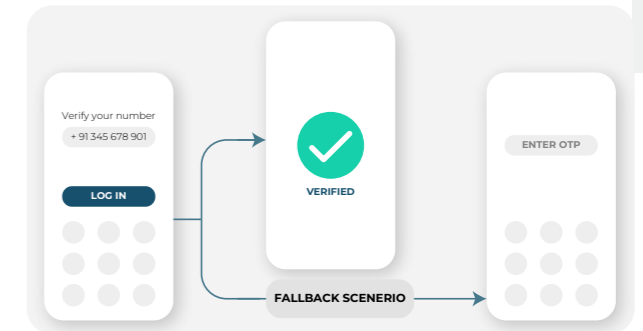 Verify your number
+ 91 345 678 901
LOG IN
VERIFIED
FALLBACK SCENERIO
ENTER OTP